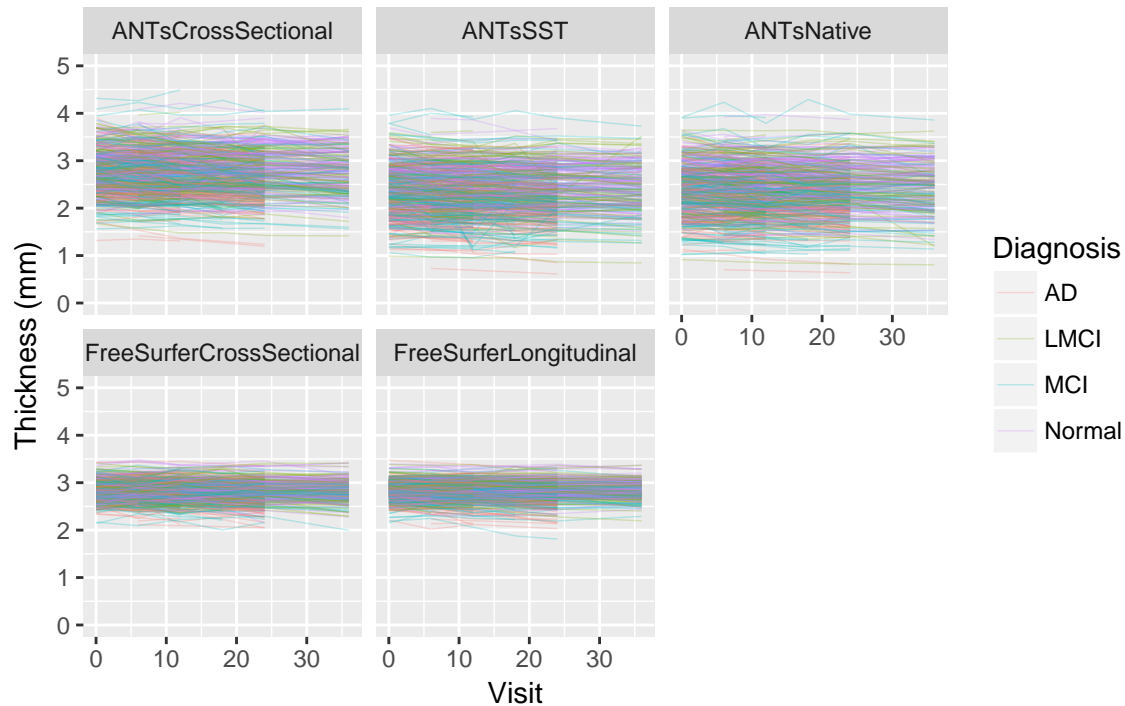 ANTsCrossSectional ANTsSST ANTsNative
5
4
3
2
1
0
0 10 20 30
FreeSurferCrossSectional FreeSurferLongitudinal
5
4
3
2
1
0
0 10 20 30 0 10 20 30
Visit
Thickness (mm)
Diagnosis
AD
LMCI
MCI
Normal